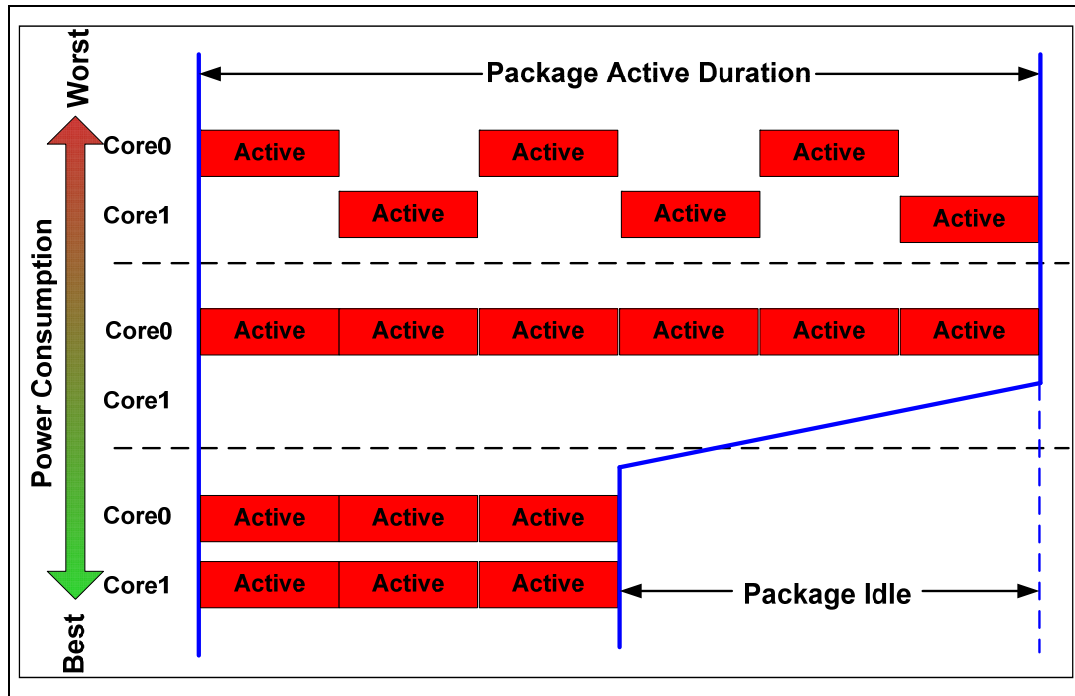 Worst
Package Active Duration
Core0
Active Active Active
Core1
Active Active Active
Power Consumption
Core0
Active Active Active Active Active Active
Core1
Core0
Active Active Active
Core1
Active Active Active
Package Idle
Best